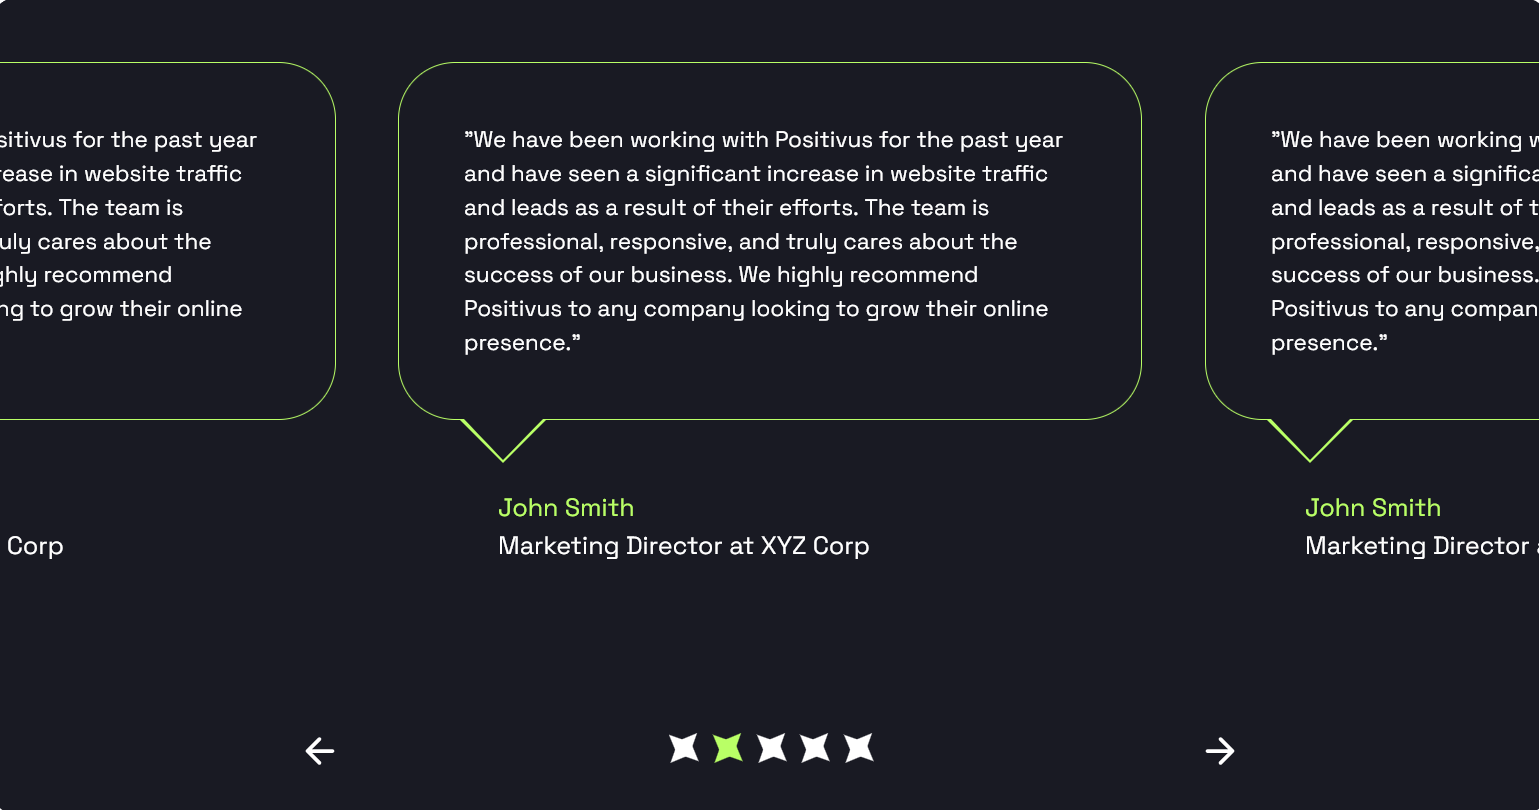 sitivus for the past year
rease in website traffic
forts. The team is
uly cares about the
ghly recommend
ng to grow their online
Corp
”We have been working with Positivus for the past year
and have seen a significant increase in website traffic
and leads as a result of their efforts. The team is
professional, responsive, and truly cares about the
success of our business. We highly recommend
Positivus to any company looking to grow their online
presence.”
John Smith
Marketing Director at XYZ Corp
”We have been working w
and have seen a significa
and leads as a result of t
professional, responsive,
success of our business.
Positivus to any compan
presence.”
John Smith
Marketing Director